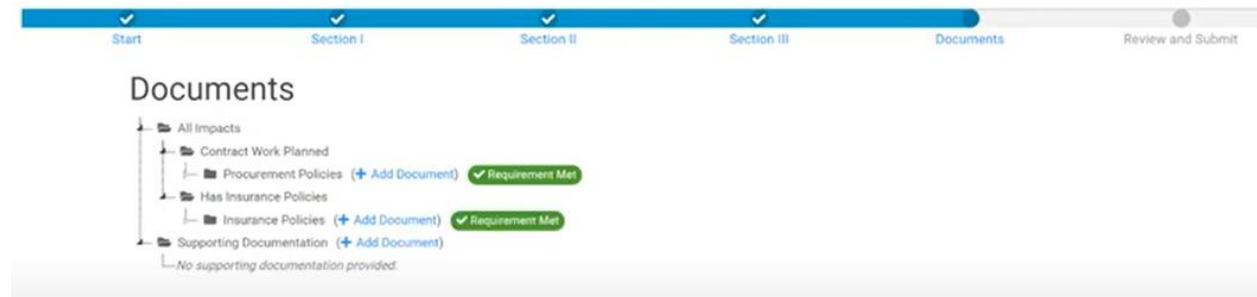 Start Section I Section II Section III Documents Review and Submit
Documents
All Impacts
Contract Work Planned
Procurement Policies (+ Add Document) Requirement Met
Has Insurance Policies
Insurance Policies (+ Add Document) Requirement Met
Supporting Documentation (+ Add Document)
No supporting documentation provided.